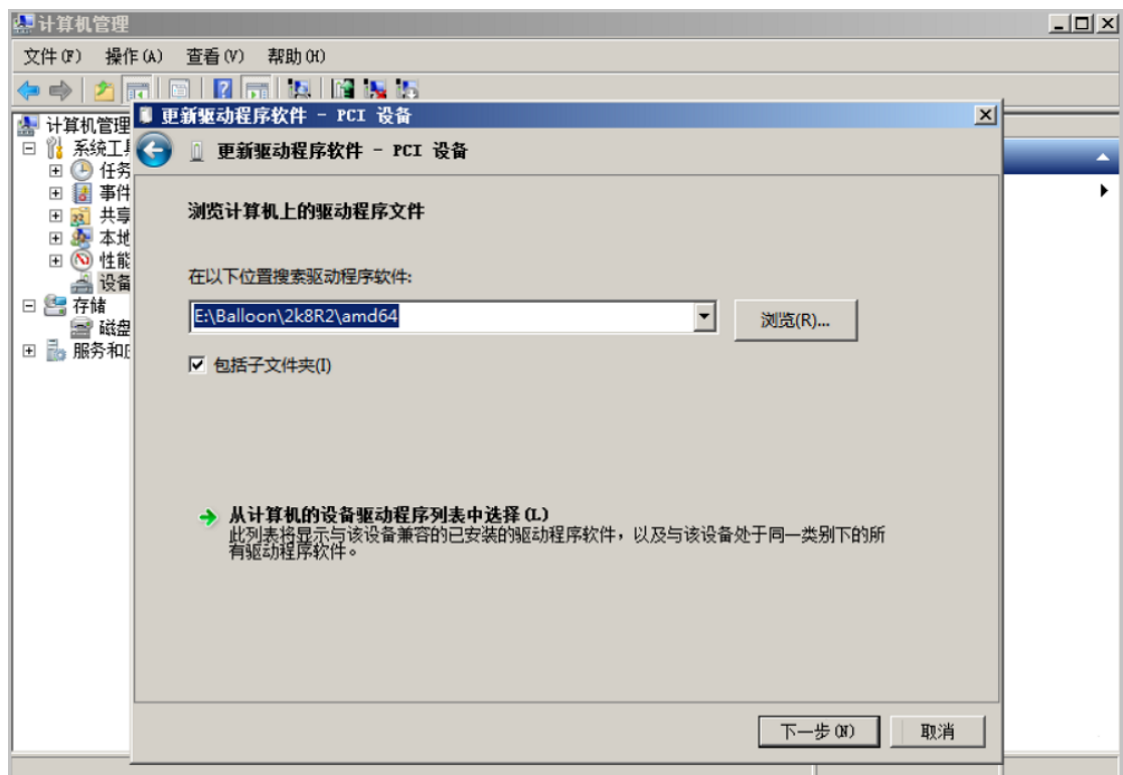 计算机管理
文件(F) 操作(A) 查看(V) 帮助(H)
计算机管理
系统工
任务
事件
共享
本地
性能
设备
存储
磁盘
服务和
更新驱动程序软件 - PCI 设备
更新驱动程序软件 - PCI 设备
浏览计算机上的驱动程序文件
在以下位置搜索驱动程序软件:
E:\Balloon\2k8R2\amd64
浏览(R)...
包括子文件夹(I)
从计算机的设备驱动程序列表中选择(L)
此列表将显示与该设备兼容的已安装的驱动程序软件，以及与该设备处于同一类别下的所
有驱动程序软件。
下一步(N) 取消